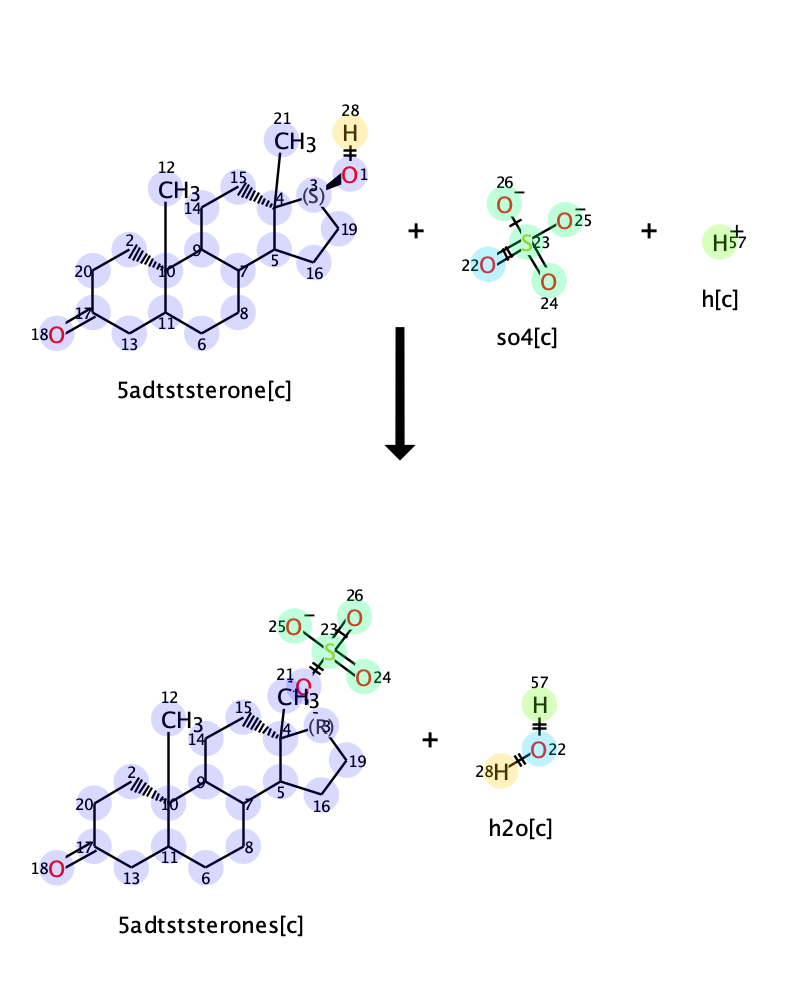 28
H
21
CH3
O1
12
CH3
15
3
(S)
14
4
19
2
9
5
16
20
10
7
17
11
8
18O
13
6
5adtststerone[c]
+
26
O−
O25
−
S23
22O
O
24
so4[c]
+
H57
+
h[c]
26
O
25O−
23
S
O24
21
O
CH3
12
CH3
15
(R)
3
14
4
19
2
9
5
16
20
10
7
17
11
8
18O
13
6
5adtststerones[c]
+
57
H
O22
28H
h2o[c]